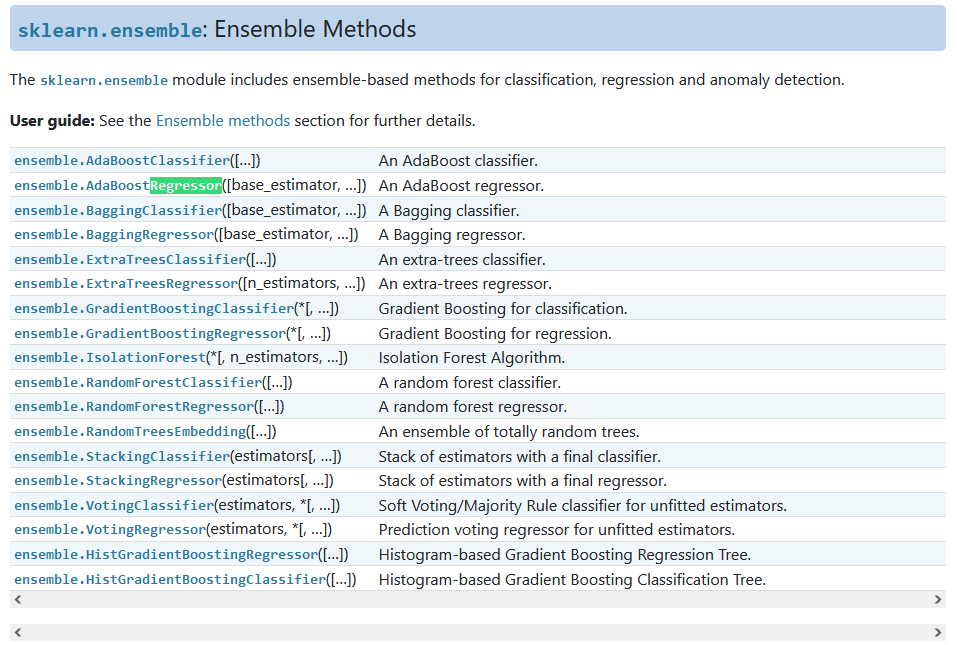 sklearn.ensemble: Ensemble Methods
The sklearn.ensemble module includes ensemble-based methods for classification, regression and anomaly detection.
User guide: See the Ensemble methods section for further details.
ensemble.AdaBoostClassifier([...]) An AdaBoost classifier.
ensemble.AdaBoostRegressor([base_estimator, ...]) An AdaBoost regressor.
ensemble.BaggingClassifier([base_estimator, ...]) A Bagging classifier.
ensemble.BaggingRegressor([base_estimator, ...]) A Bagging regressor.
ensemble.ExtraTreesClassifier([...]) An extra-trees classifier.
ensemble.ExtraTreesRegressor([n_estimators, ...]) An extra-trees regressor.
ensemble.GradientBoostingClassifier(*[, ...]) Gradient Boosting for classification.
ensemble.GradientBoostingRegressor(*[, ...]) Gradient Boosting for regression.
ensemble.IsolationForest(*[, n_estimators, ...]) Isolation Forest Algorithm.
ensemble.RandomForestClassifier([...]) A random forest classifier.
ensemble.RandomForestRegressor([...]) A random forest regressor.
ensemble.RandomTreesEmbedding([...]) An ensemble of totally random trees.
ensemble.StackingClassifier(estimators[, ...]) Stack of estimators with a final classifier.
ensemble.StackingRegressor(estimators[, ...]) Stack of estimators with a final regressor.
ensemble.VotingClassifier(estimators, *[, ...]) Soft Voting/Majority Rule classifier for unfitted estimators.
ensemble.VotingRegressor(estimators, *[, ...]) Prediction voting regressor for unfitted estimators.
ensemble.HistGradientBoostingRegressor([...]) Histogram-based Gradient Boosting Regression Tree.
ensemble.HistGradientBoostingClassifier([...]) Histogram-based Gradient Boosting Classification Tree.